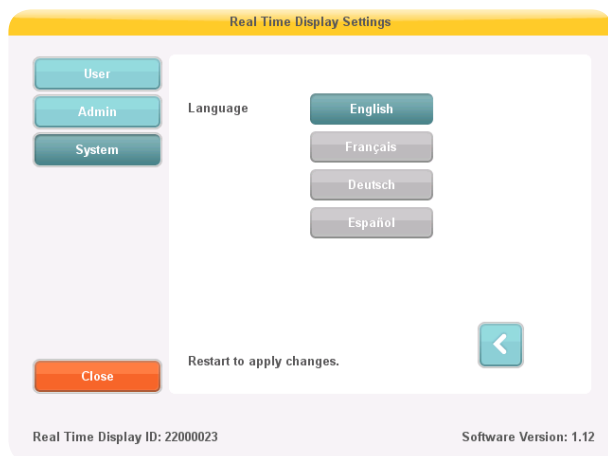 Real Time Display Settings
User
Admin
System
Language
English
Français
Deutsch
Español
Restart to apply changes.
Close
Real Time Display ID: 22000023
Software Version: 1.12